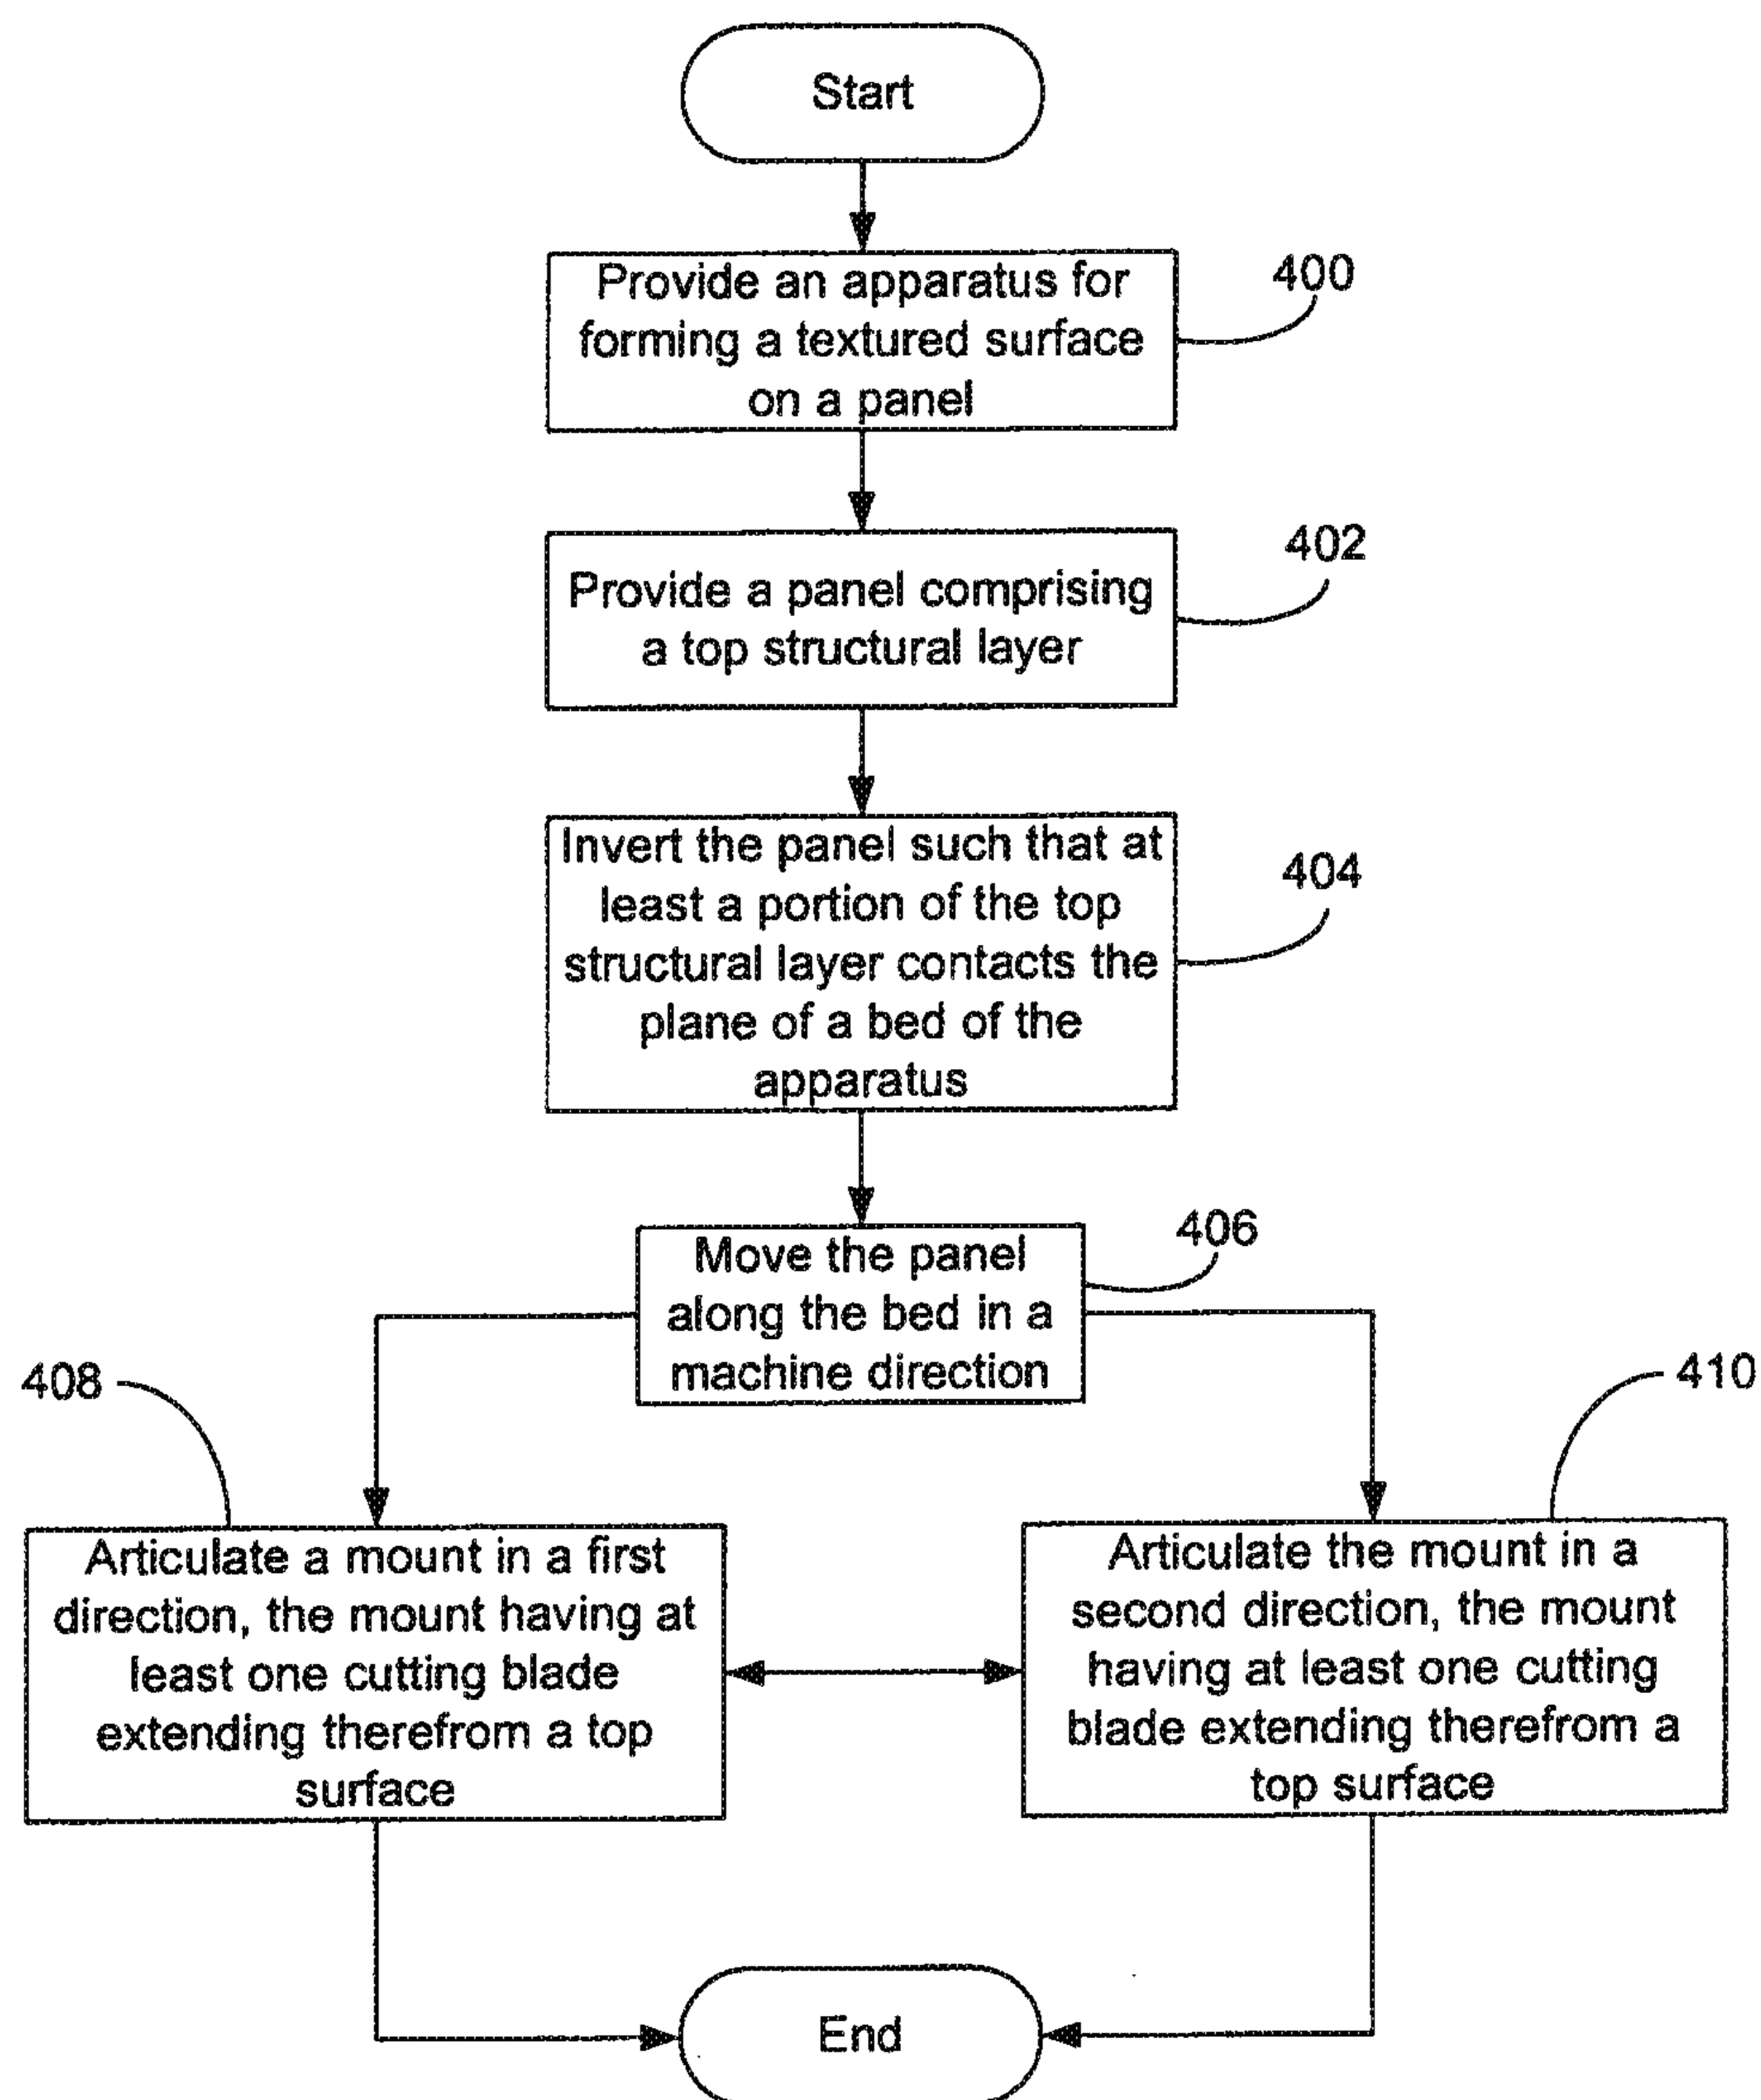 Start
Provide an apparatus for
forming a textured surface
on a panel
400
Provide a panel comprising
a top structural layer
402
Invert the panel such that at
least a portion of the top
structural layer contacts the
plane of a bed of the
apparatus
404
Move the panel
along the bed in a
machine direction
406
408
Articulate a mount in a first
direction, the mount having at
least one cutting blade
extending therefrom a top
surface
410
Articulate the mount in a
second direction, the mount
having at least one cutting
blade extending therefrom a
top surface
End